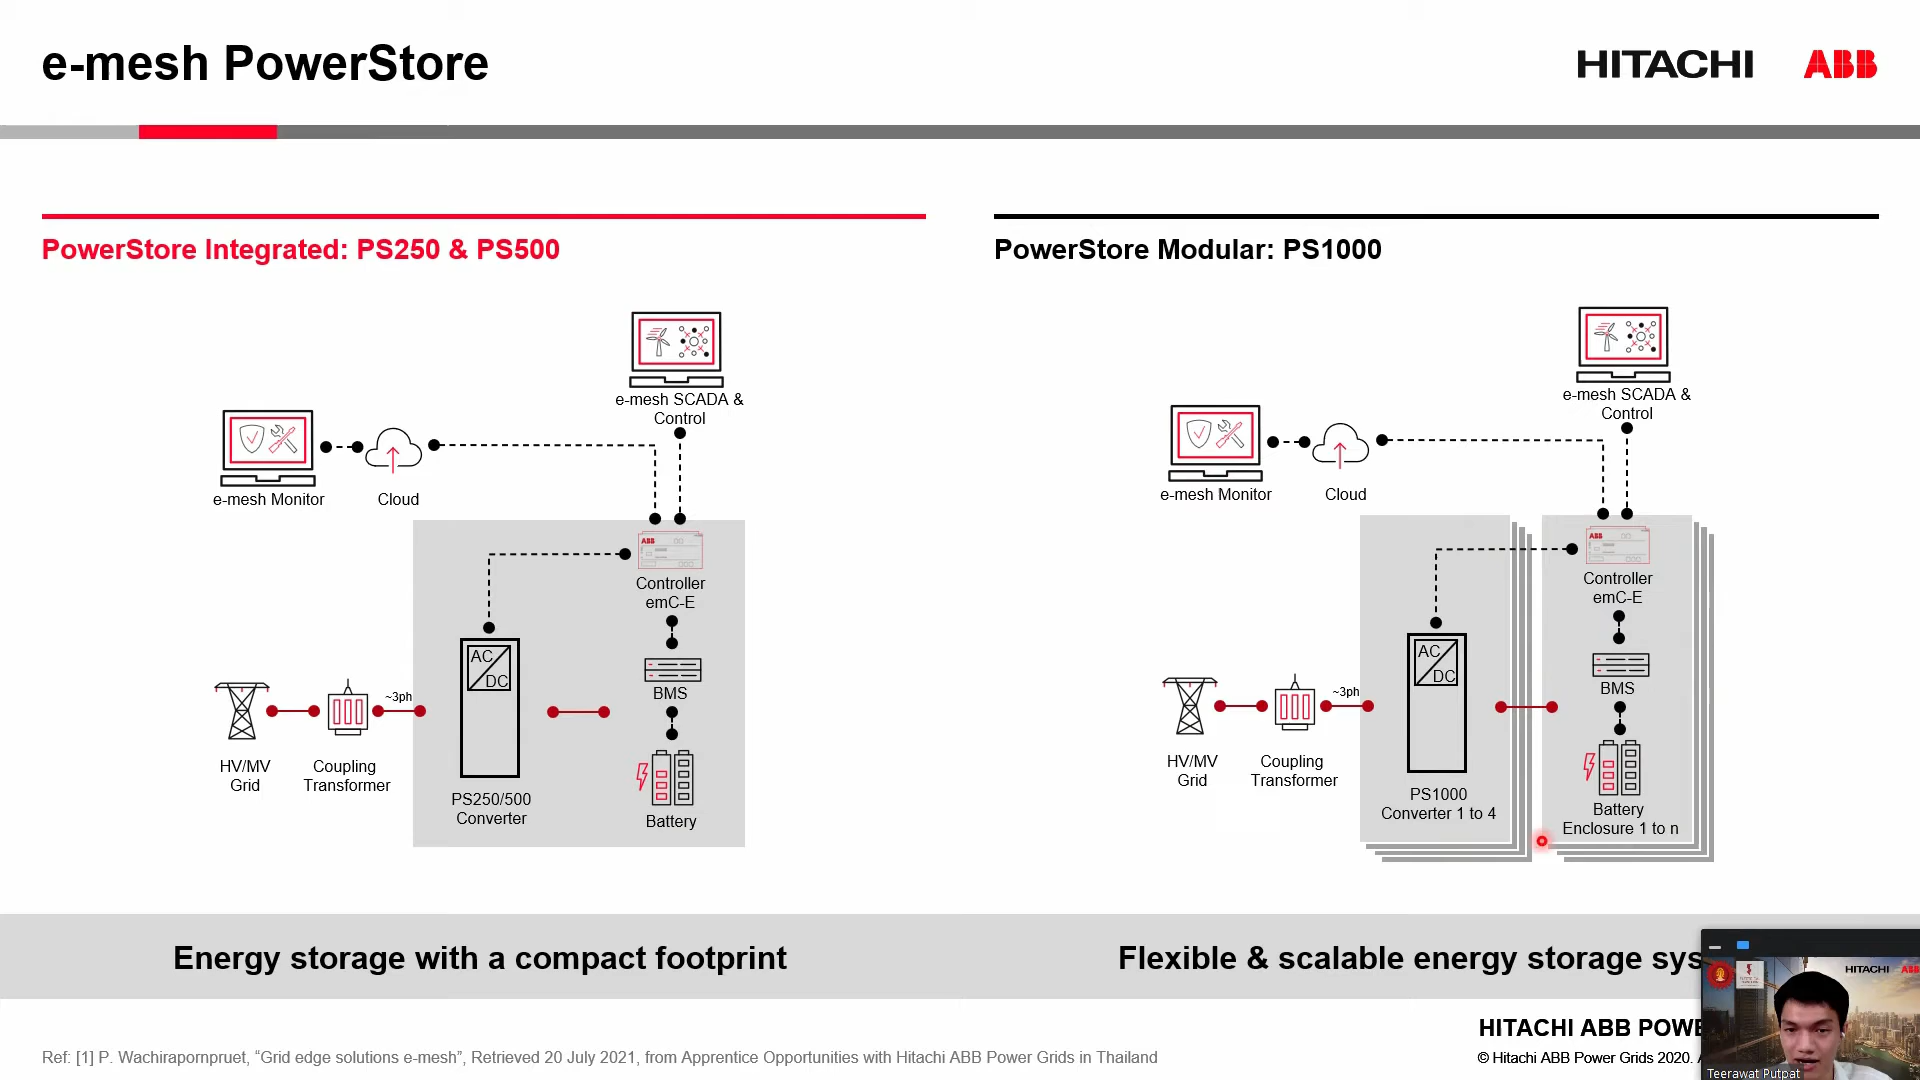 e-mesh PowerStore
HITACHI ABB
PowerStore Integrated: PS250 & PS500
e-mesh SCADA &
Control
e-mesh Monitor
Cloud
ABB
Controller
emC-E
AC
DC
BMS
~3ph
HV/MV
Grid
Coupling
Transformer
PS250/500
Converter
Battery
Energy storage with a compact footprint
PowerStore Modular: PS1000
e-mesh SCADA &
Control
e-mesh Monitor
Cloud
ABB
Controller
emC-E
AC
DC
BMS
~3ph
HV/MV
Grid
Coupling
Transformer
PS1000
Converter 1 to 4
Battery
Enclosure 1 to n
Flexible & scalable energy storage sys
HITACHI ABB POWE
Ref: [1] P. Wachirapornpruet, “Grid edge solutions e-mesh”, Retrieved 20 July 2021, from Apprentice Opportunities with Hitachi ABB Power Grids in Thailand
© Hitachi ABB Power Grids 2020.
HITACHI AB
Teerawat Putpat